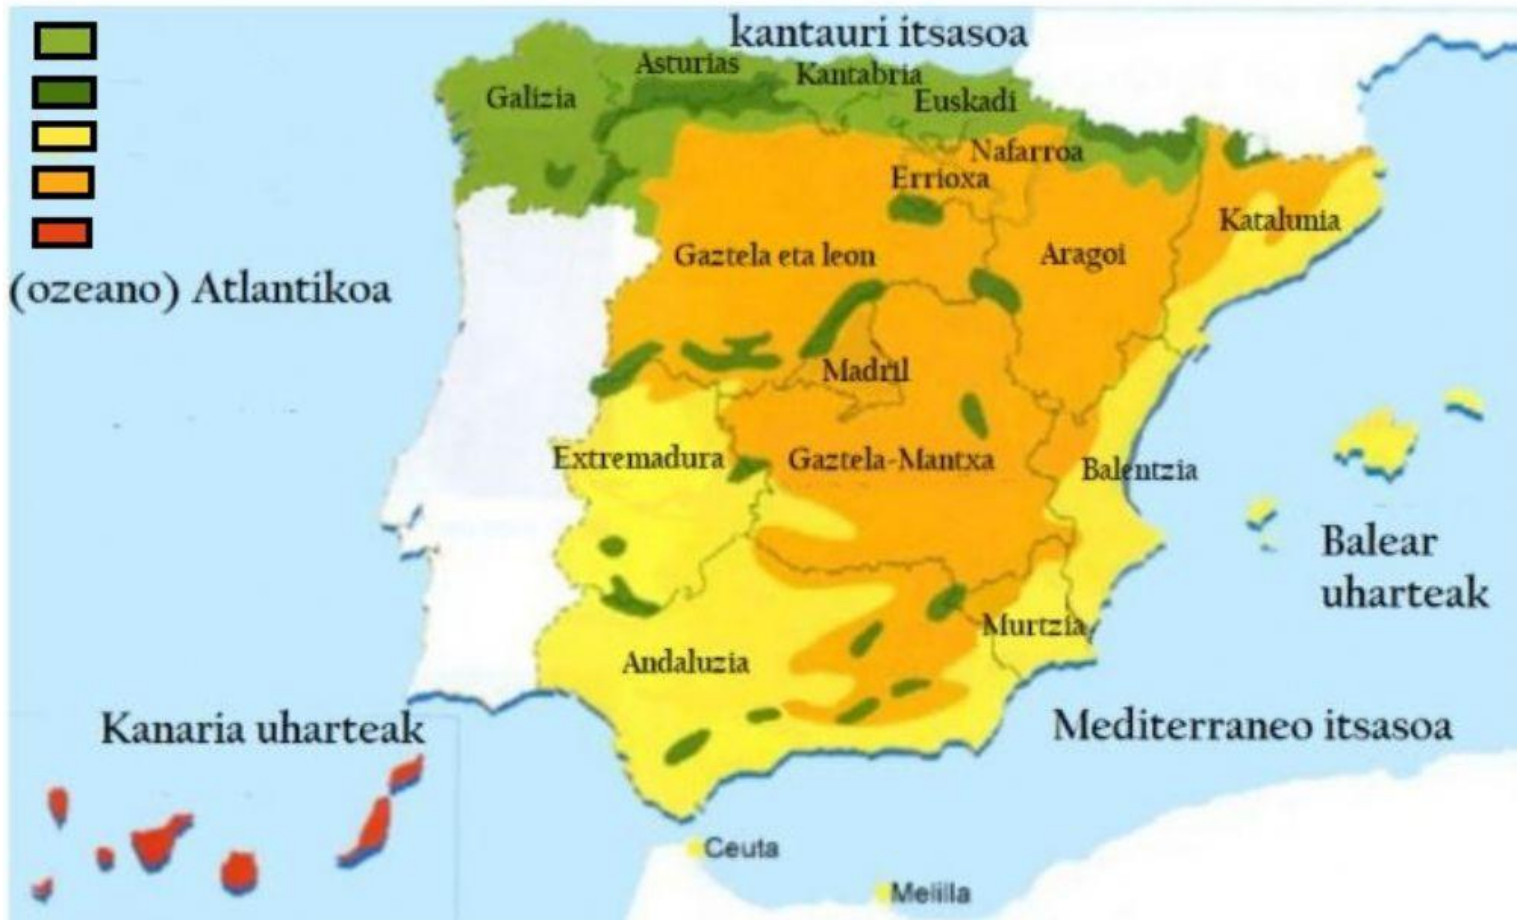 kantauri itsasoa
Asturias
Kantabria
Galizia
Euskadi
Nafarroa
Errioxa
Katalunia
Gaztela eta leon
Aragoi
(ozeano) Atlantikoa
Madril
Extremadura
Gaztela-Mantxa
Balentzia
Balear
uharteak
Murtzia
Andaluzia
Kanaria uharteak
Mediterraneo itsasoa
Ceuta
Melilla